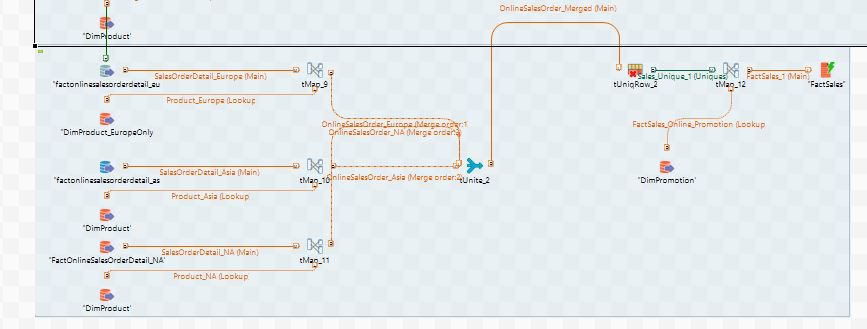 OnlineSalesOrder_Merged (Main)
"DimProduct"
"factonlinesalesorderdetail_eu
SalesOrderDetail_Europe (Main)
tMap_9
Product_Europe (Lookup
"DimProduct_EuropeOnly
OnlineSalesOrder_Europe (Merge order:1
OnlineSalesOrder_NA (Merge order:3)
"factonlinesalesorderdetail_as
SalesOrderDetail_Asia (Main)
tMap_10
OnlineSalesOrder_Asia (Merge order:2)
tUnite_2
Product_Asia (Lookup
"DimProduct"
"FactOnlineSalesOrderDetail_NA"
SalesOrderDetail_NA (Main)
tMap_11
Product_NA (Lookup
"DimProduct"
tUniqRow_2
Sales_Unique_1 (Uniques)
tMap_12
FactSales_1 (Main)
"FactSales"
FactSales_Online_Promotion (Lookup
"DimPromotion"